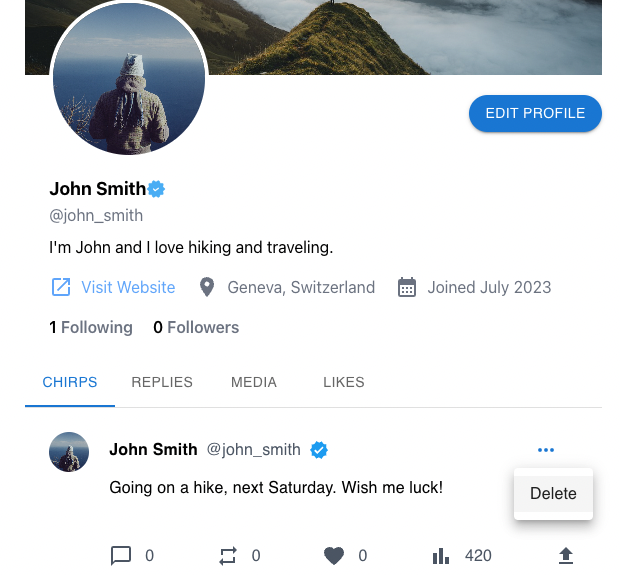 EDIT PROFILE
John Smith
@john_smith
I'm John and I love hiking and traveling.
Visit Website Geneva, Switzerland Joined July 2023
1 Following 0 Followers
CHIRPS REPLIES MEDIA LIKES
John Smith @john_smith
Going on a hike, next Saturday. Wish me luck!
Delete
0 0 0 420